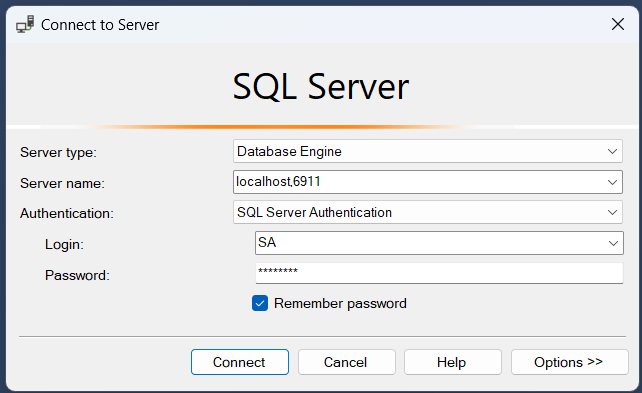 Connect to Server
SQL Server
Server type: Database Engine
Server name: localhost,6911
Authentication: SQL Server Authentication
Login: SA
Password: ********
Remember password
Connect Cancel Help Options >>